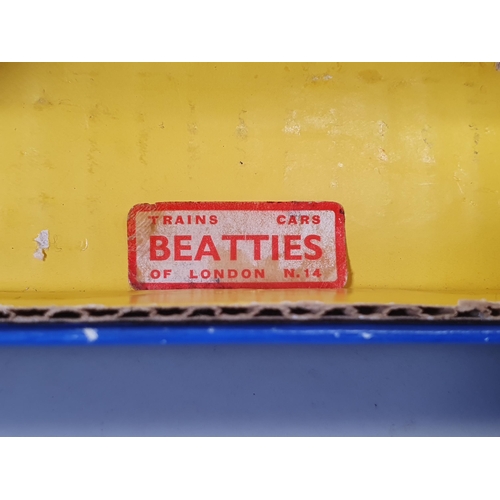 TRAINS CARS
BEATTIES
OF LONDON N.14